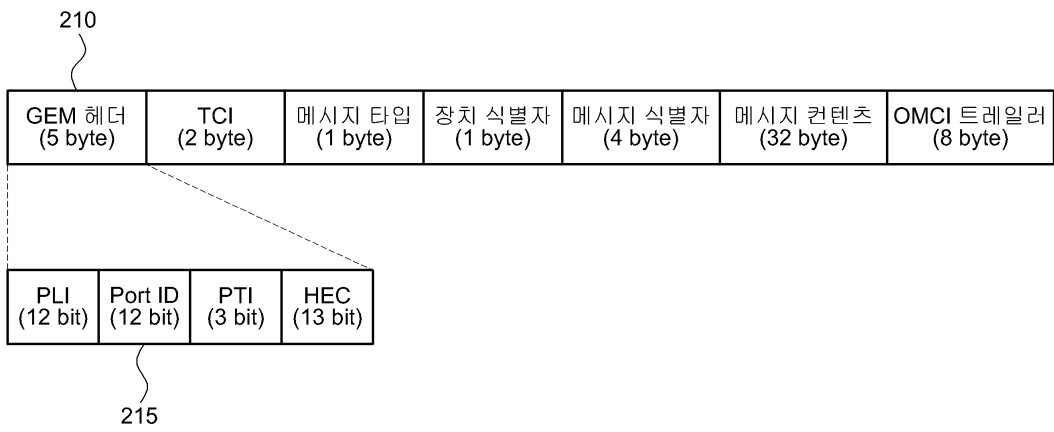 210
GEM 헤더
(5 byte)
TCI
(2 byte)
메시지 타입
(1 byte)
장치 식별자
(1 byte)
메시지 식별자
(4 byte)
메시지 컨텐츠
(32 byte)
OMCI 트레일러
(8 byte)
PLI
(12 bit)
Port ID
(12 bit)
PTI
(3 bit)
HEC
(13 bit)
215